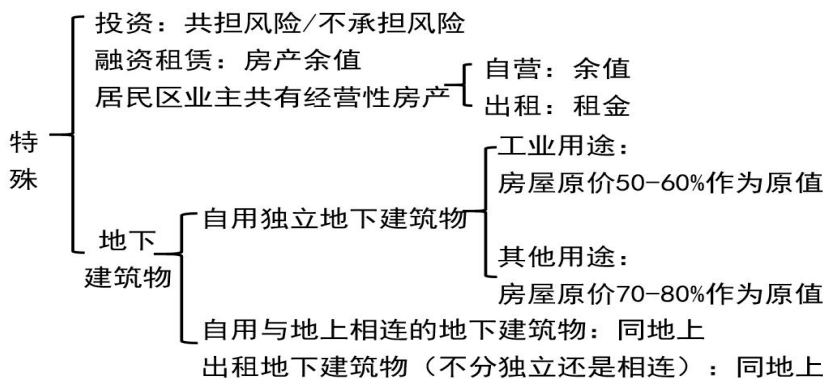 投资：共担风险/不承担风险
融资租赁：房产余值
居民区业主共有经营性房产
自营：余值
出租：租金
特殊
地下
建筑物
自用独立地下建筑物
工业用途：
房屋原价50-60%作为原值
其他用途：
房屋原价70-80%作为原值
自用与地上相连的地下建筑物：同地上
出租地下建筑物（不分独立还是相连）：同地上